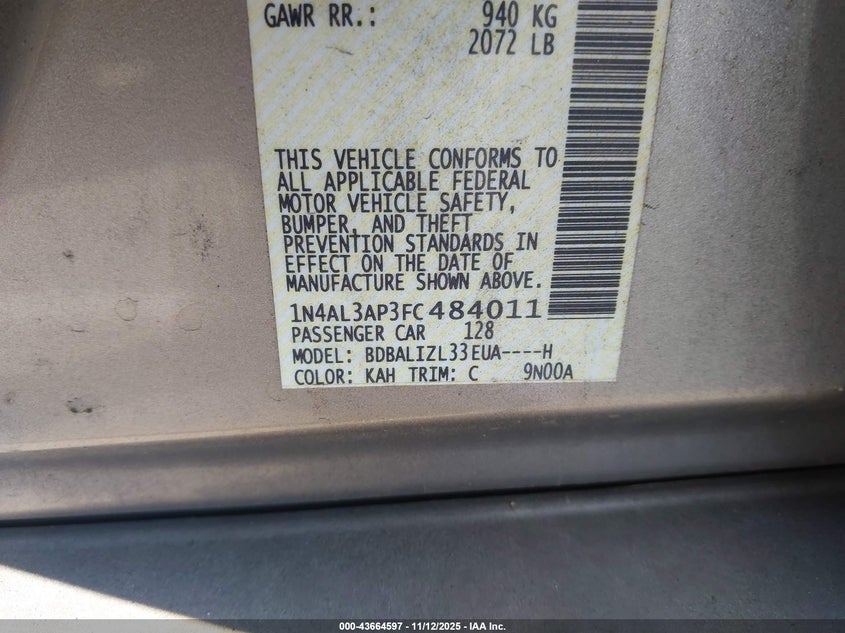 GAWR RR.: 940 KG
2072 LB
THIS VEHICLE CONFORMS TO
ALL APPLICABLE FEDERAL
MOTOR VEHICLE SAFETY,
BUMPER, AND THEFT
PREVENTION STANDARDS IN
EFFECT ON THE DATE OF
MANUFACTURE SHOWN ABOVE.
1N4AL3AP3FC484011
PASSENGER CAR 128
MODEL: BDBALIZL33EUA----H
COLOR: KAH TRIM: C 9N00A
000-43664597 - 11/12/2025 - IAA Inc.